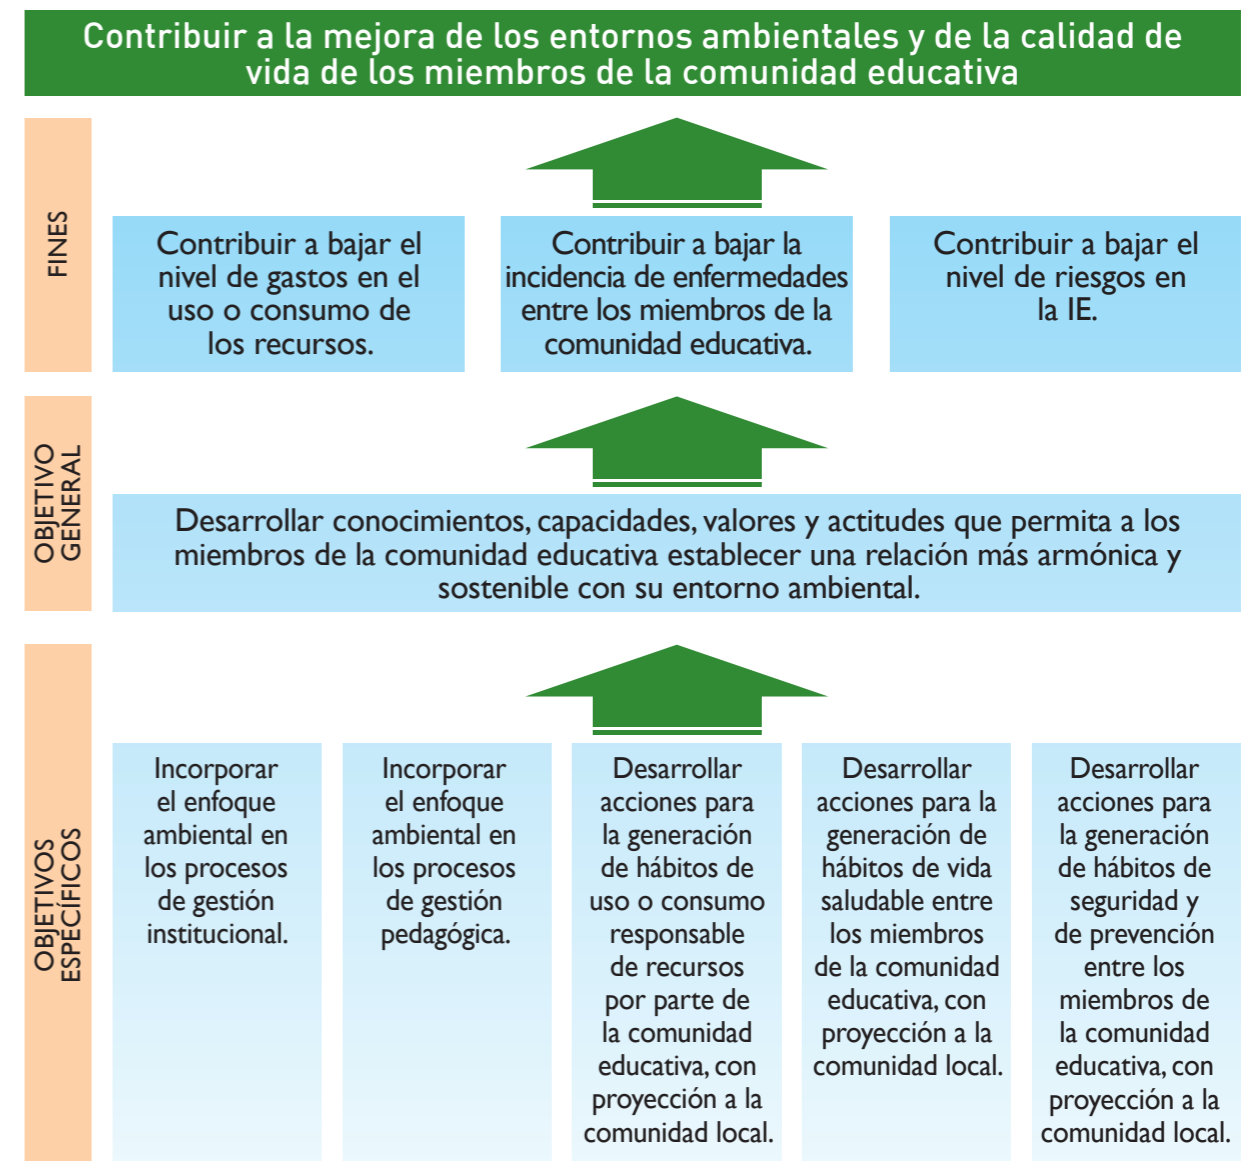 Contribuir a la mejora de los entornos ambientales y de la calidad de
vida de los miembros de la comunidad educativa
FINES
Contribuir a bajar el
nivel de gastos en el
uso o consumo de
los recursos.
Contribuir a bajar la
incidencia de enfermedades
entre los miembros de la
comunidad educativa.
Contribuir a bajar el
nivel de riesgos en
la IE.
OBJETIVO
GENERAL
Desarrollar conocimientos, capacidades, valores y actitudes que permita a los
miembros de la comunidad educativa establecer una relación más armónica y
sostenible con su entorno ambiental.
OBJETIVOS
ESPECÍFICOS
Incorporar
el enfoque
ambiental en
los procesos
de gestión
institucional.
Incorporar
el enfoque
ambiental en
los procesos
de gestión
pedagógica.
Desarrollar
acciones para
la generación
de hábitos de
uso o consumo
responsable
de recursos
por parte de
la comunidad
educativa, con
proyección a la
comunidad local.
Desarrollar
acciones para la
generación de
hábitos de vida
saludable entre
los miembros
de la comunidad
educativa, con
proyección a la
comunidad local.
Desarrollar
acciones para
la generación
de hábitos de
seguridad y
de prevención
entre los
miembros de
la comunidad
educativa, con
proyección a la
comunidad local.